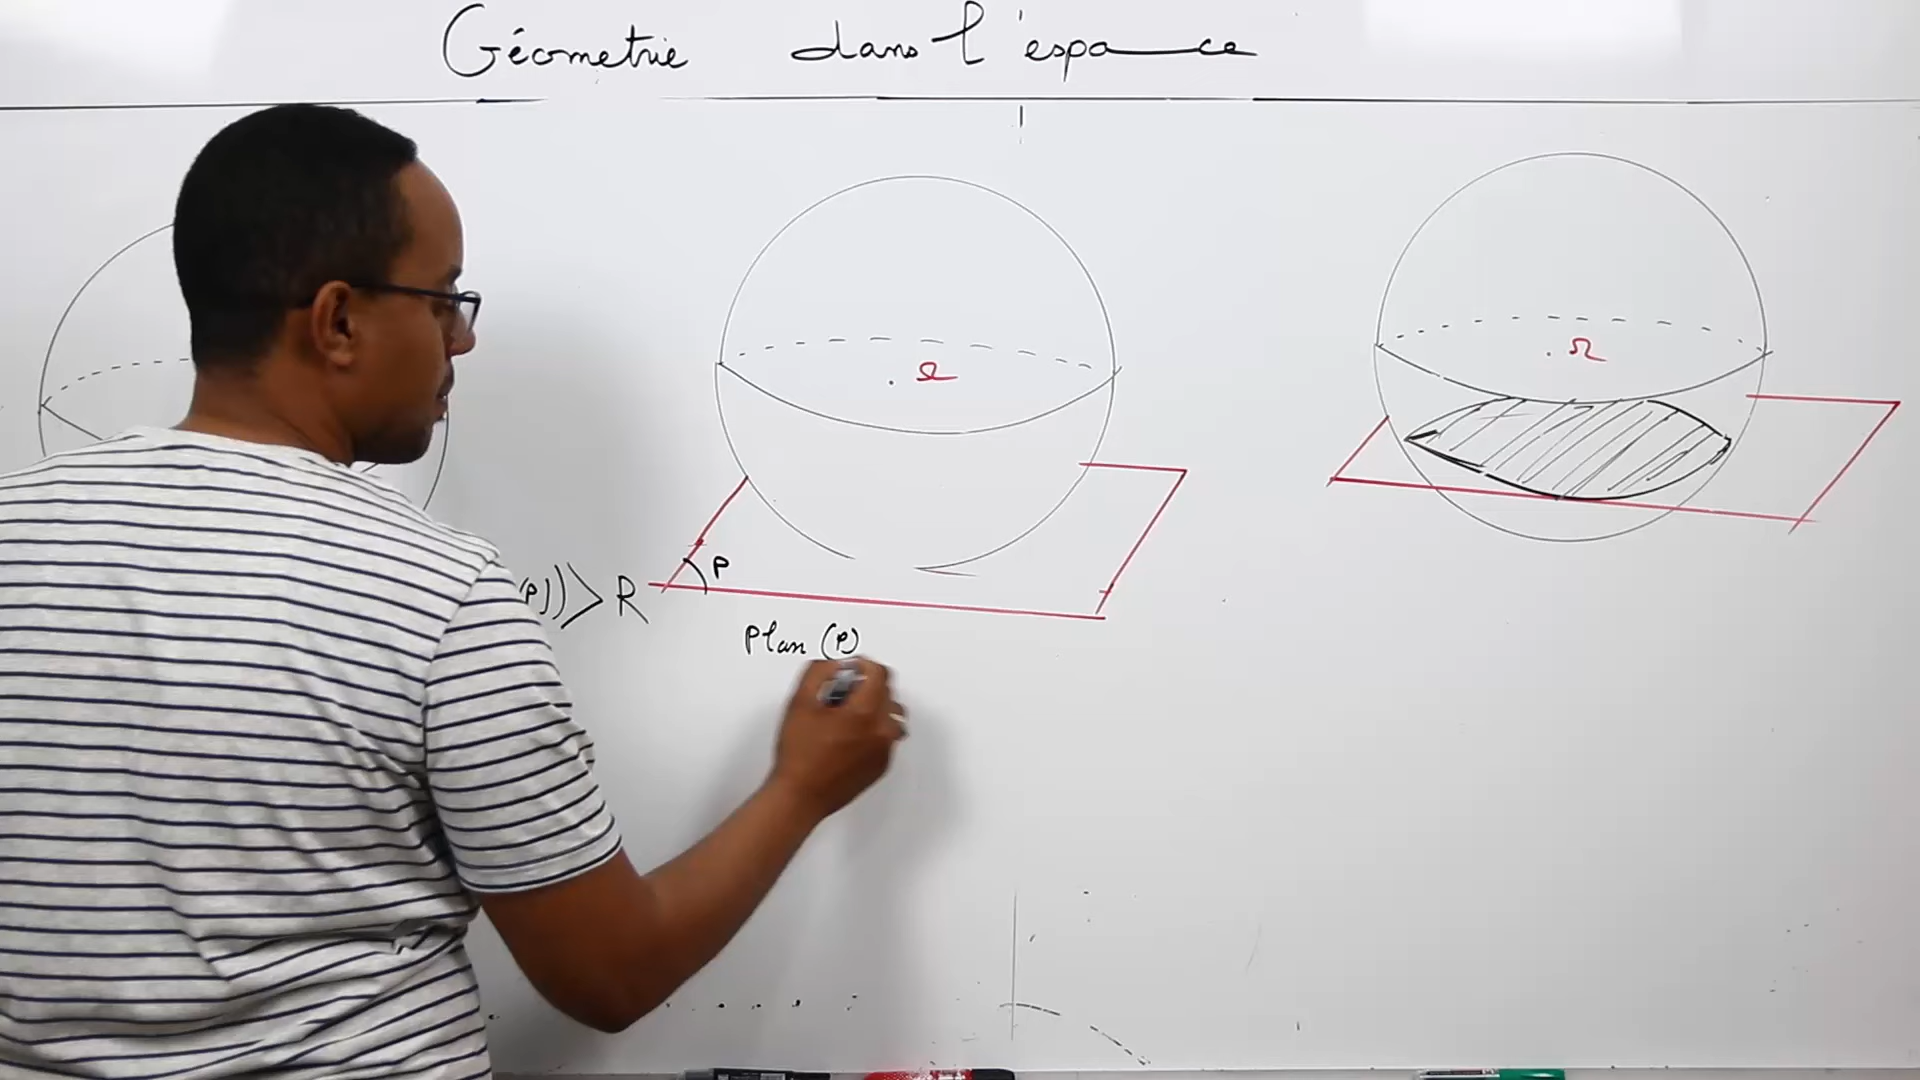 Géometrie dans l'espace
Ω
Ω
P
(P)) > R
Plan (P)